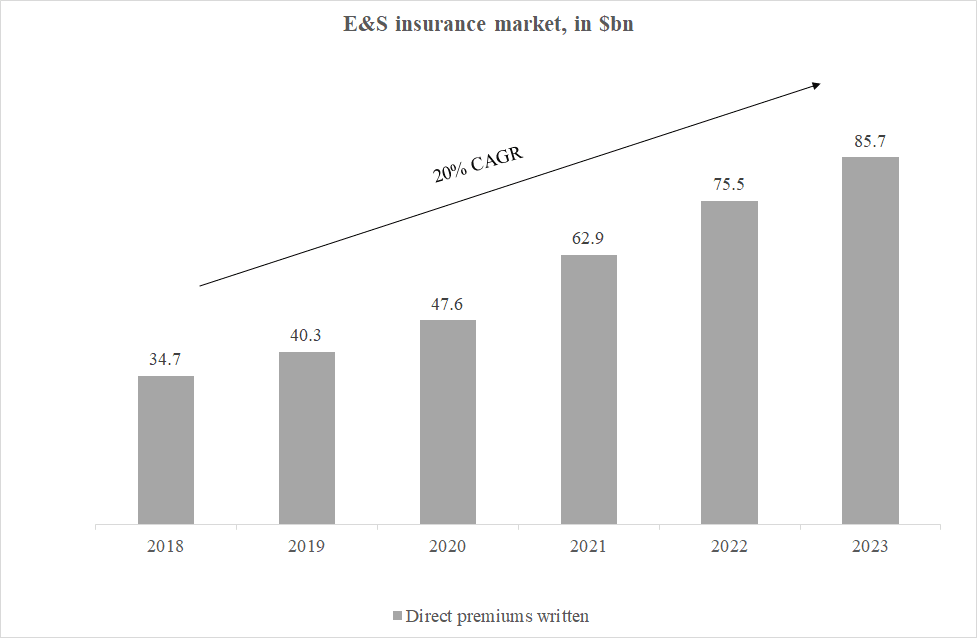 E&S insurance market, in $bn
20% CAGR
85.7
75.5
62.9
47.6
40.3
34.7
2018 2019 2020 2021 2022 2023
Direct premiums written